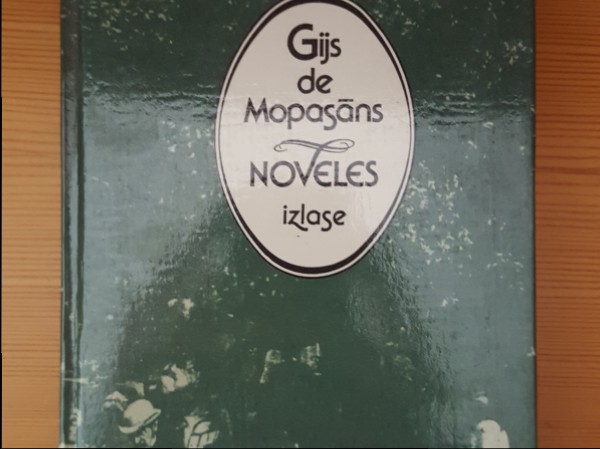 Gijs
de
Mopasāns
NOVELES
izlase